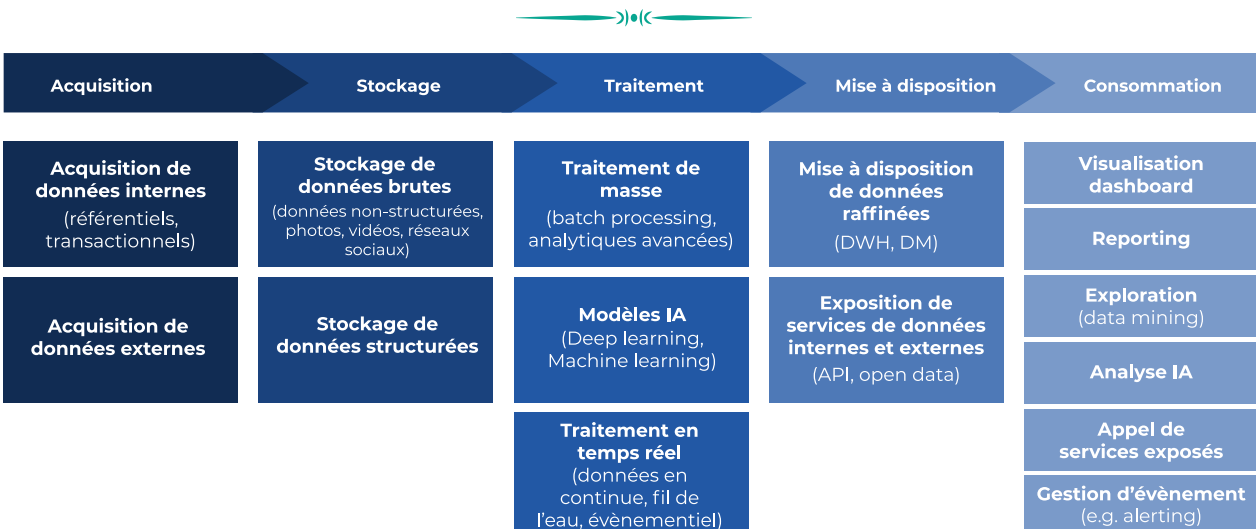 Acquisition
Stockage
Traitement
Mise à disposition
Consommation
Acquisition de
données internes
(référentiels,
transactionnels)
Acquisition de
données externes
Stockage de
données brutes
(données non-structurées,
photos, vidéos, réseaux
sociaux)
Stockage de
données structurées
Traitement de
masse
(batch processing,
analytiques avancées)
Modèles IA
(Deep learning,
Machine learning)
Traitement en
temps réel
(données en
continue, fil de
l'eau, évènementiel)
Mise à disposition
de données
raffinées
(DWH, DM)
Exposition de
services de données
internes et externes
(API, open data)
Visualisation
dashboard
Reporting
Exploration
(data mining)
Analyse IA
Appel de
services exposés
Gestion d'évènement
(e.g. alerting)